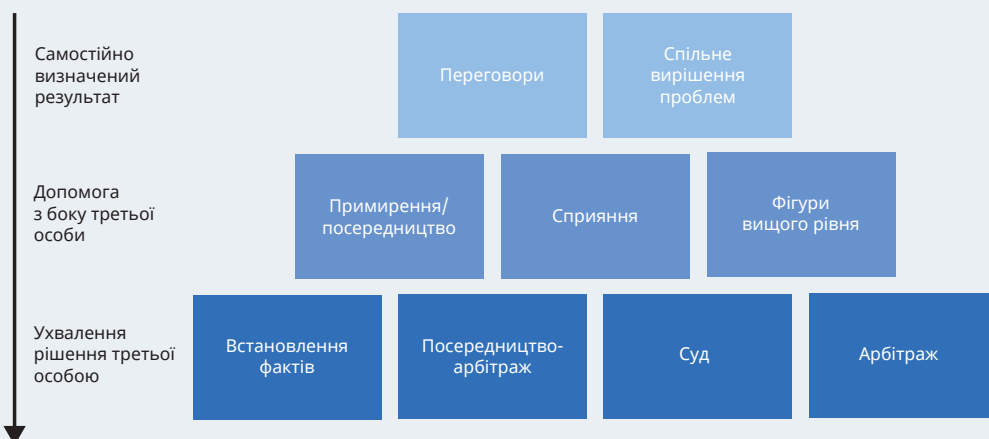 Самостійно
визначений
результат
Переговори
Спільне
вирішення
проблем
Допомога
з боку третьої
особи
Примирення/
посередництво
Сприяння
Фігури
вищого рівня
Ухвалення
рішення третьої
особою
Встановлення
фактів
Посередництво-
арбітраж
Суд
Арбітраж